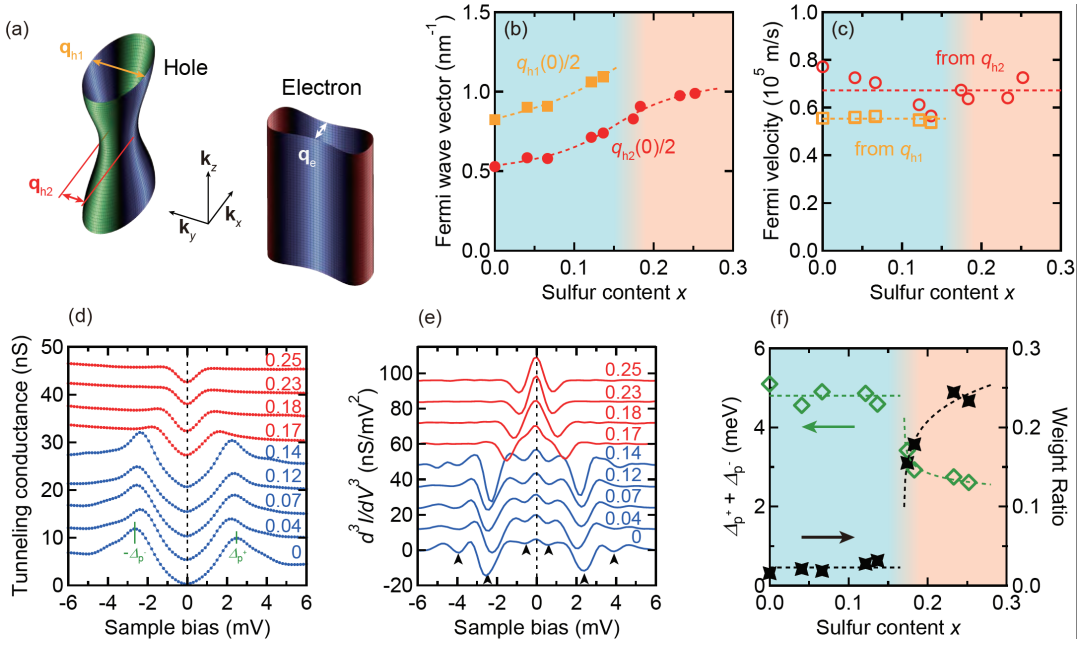 (a)
q_h1
Hole
Electron
q_e
q_h2
k_z
k_x
k_y
(b)
1.5
1.0
0.5
0.0
Fermi wave vector (nm⁻¹)
q_h1(0)/2
q_h2(0)/2
0.0 0.1 0.2 0.3
Sulfur content x
(c)
1.0
0.8
0.6
0.4
0.2
0.0
Fermi velocity (10⁵ m/s)
from q_h2
from q_h1
0.0 0.1 0.2 0.3
Sulfur content x
(d)
50
40
30
20
10
0
Tunneling conductance (nS)
0.25
0.23
0.18
0.17
0.14
0.12
0.07
0.04
0
-Δ_p⁻
Δ_p⁺
-6 -4 -2 0 2 4 6
Sample bias (mV)
(e)
100
80
60
40
20
0
-20
d³I/dV³ (nS/mV²)
0.25
0.23
0.18
0.17
0.14
0.12
0.07
0.04
0
-6 -4 -2 0 2 4 6
Sample bias (mV)
(f)
6
4
2
0
Δ_p⁺ + Δ_p⁻ (meV)
0.3
0.2
0.1
0.0
Weight Ratio
0.0 0.1 0.2 0.3
Sulfur content x